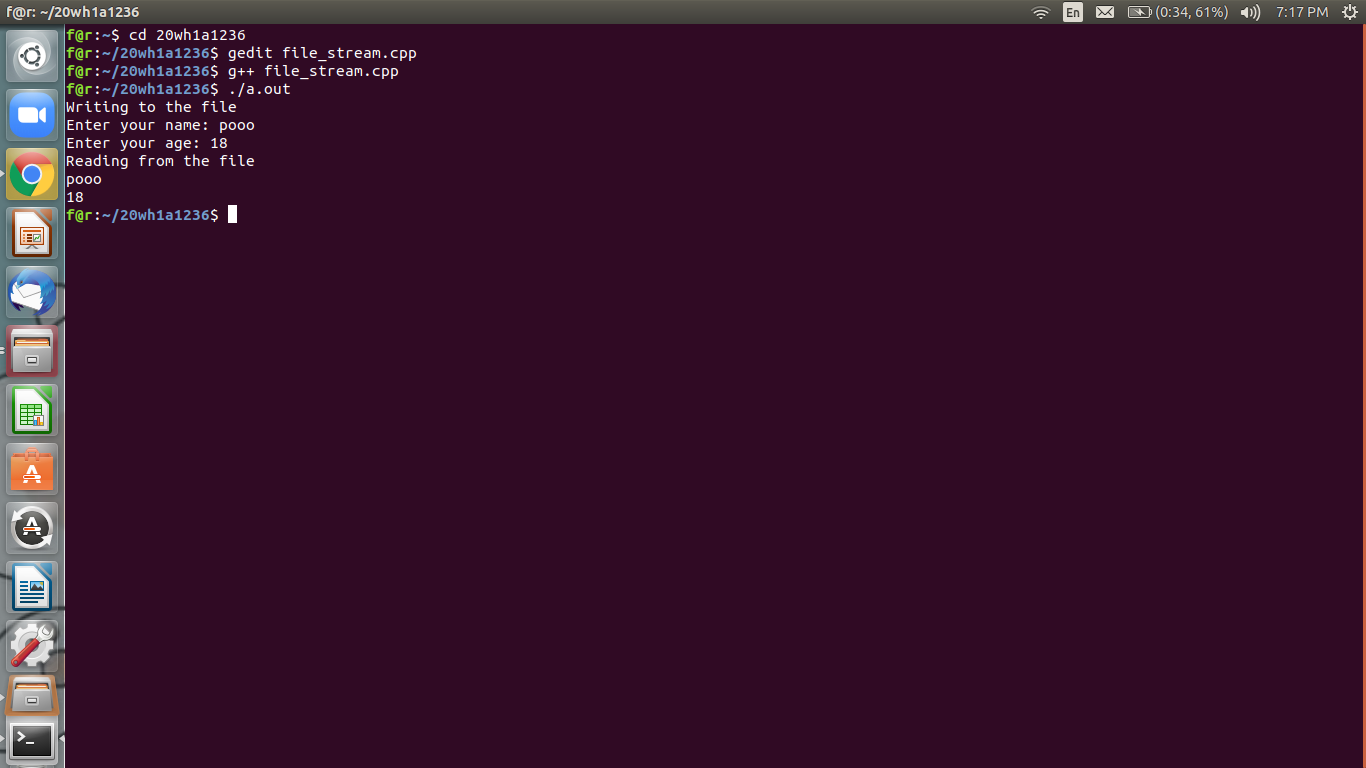 f@r: ~/20wh1a1236
En
(0:34, 61%)
7:17 PM
f@r:~$ cd 20wh1a1236
f@r:~/20wh1a1236$ gedit file_stream.cpp
f@r:~/20wh1a1236$ g++ file_stream.cpp
f@r:~/20wh1a1236$ ./a.out
Writing to the file
Enter your name: pooo
Enter your age: 18
Reading from the file
pooo
18
f@r:~/20wh1a1236$